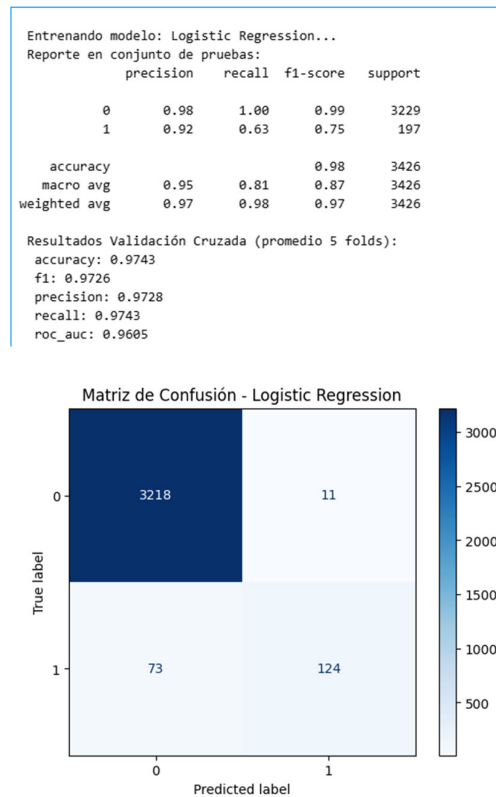 Entrenando modelo: Logistic Regression...
Reporte en conjunto de pruebas:
precision recall f1-score support
0 0.98 1.00 0.99 3229
1 0.92 0.63 0.75 197
accuracy 0.98 3426
macro avg 0.95 0.81 0.87 3426
weighted avg 0.97 0.98 0.97 3426
Resultados Validación Cruzada (promedio 5 folds):
accuracy: 0.9743
f1: 0.9726
precision: 0.9728
recall: 0.9743
roc_auc: 0.9605
Matriz de Confusión - Logistic Regression
True label
0
1
3218 11
73 124
0 1
Predicted label
3000
2500
2000
1500
1000
500